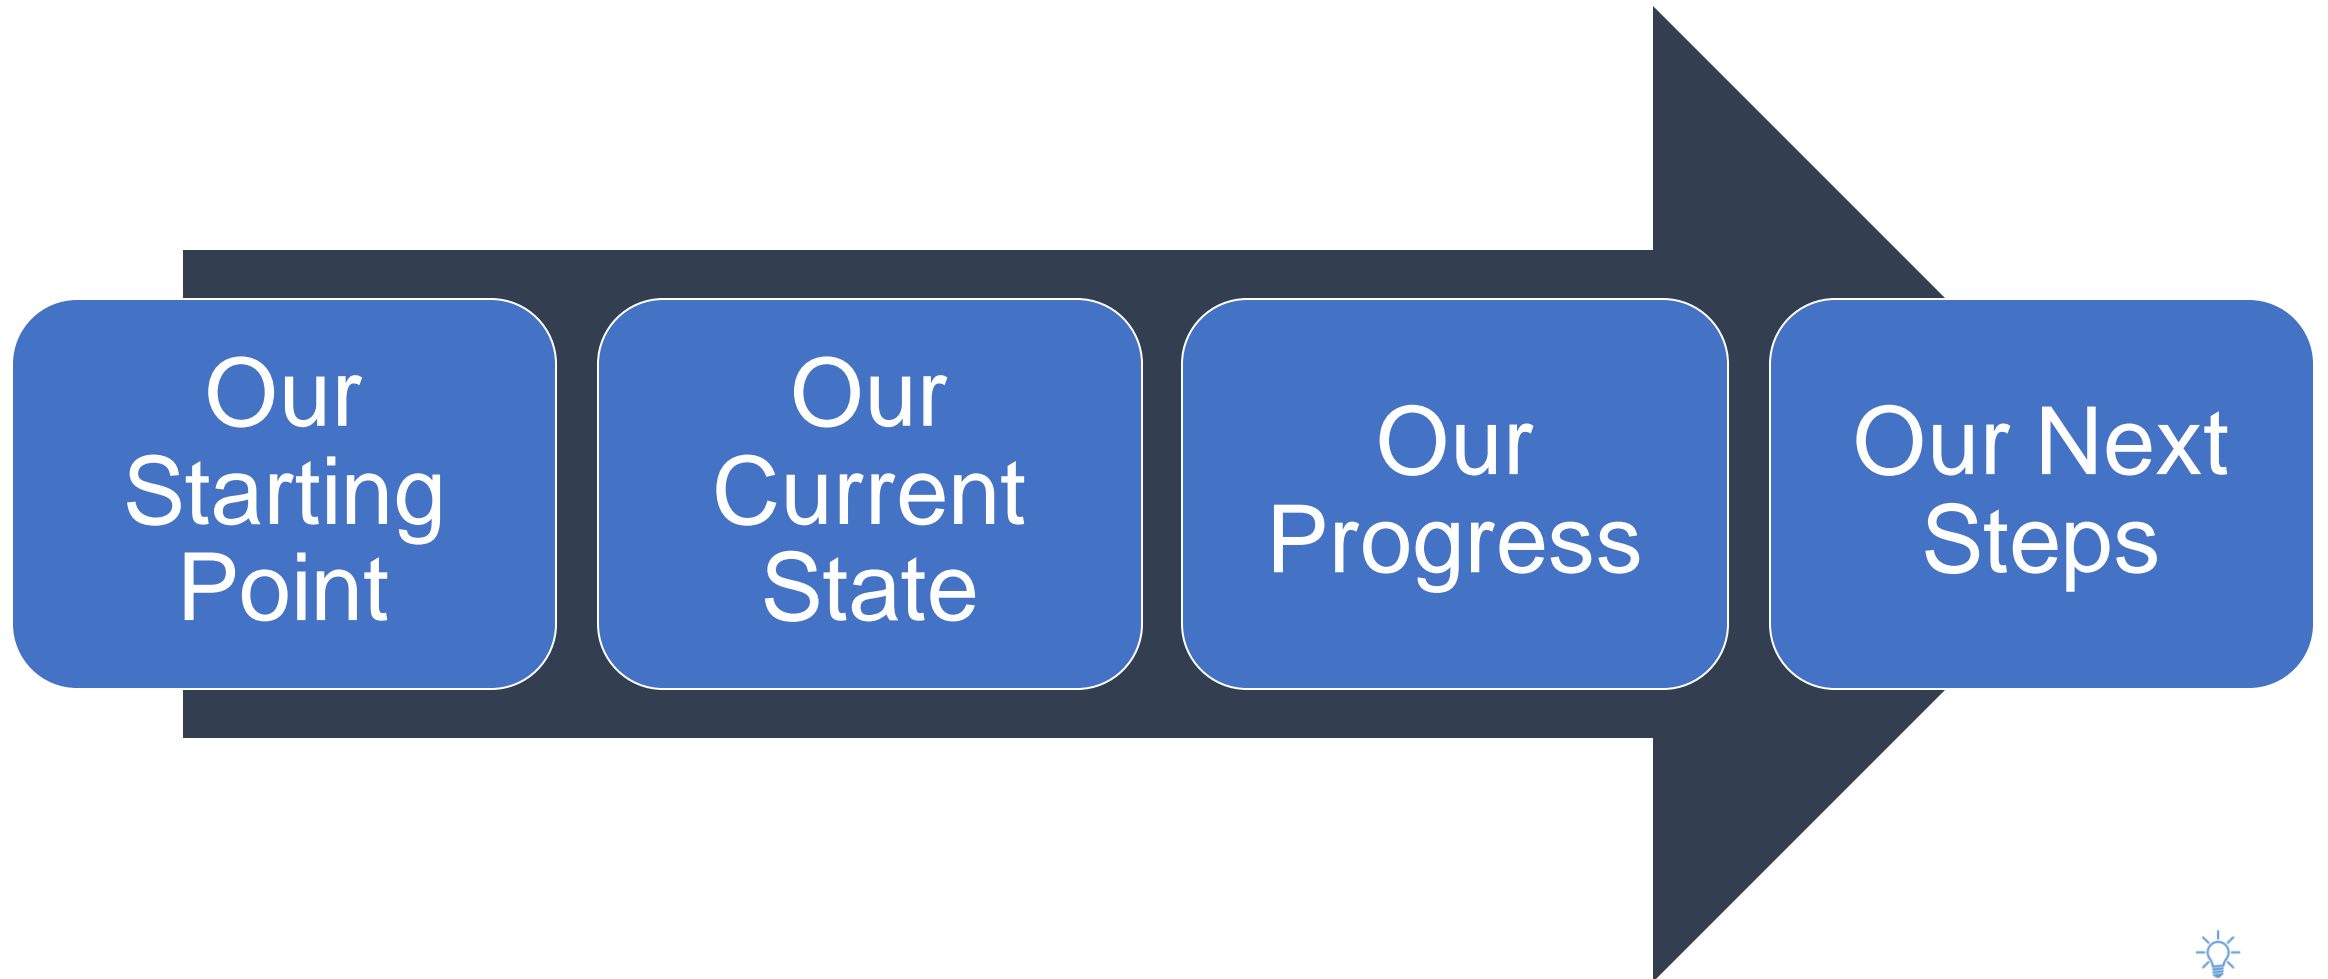 Our
Starting
Point
Our
Current
State
Our
Progress
Our Next
Steps